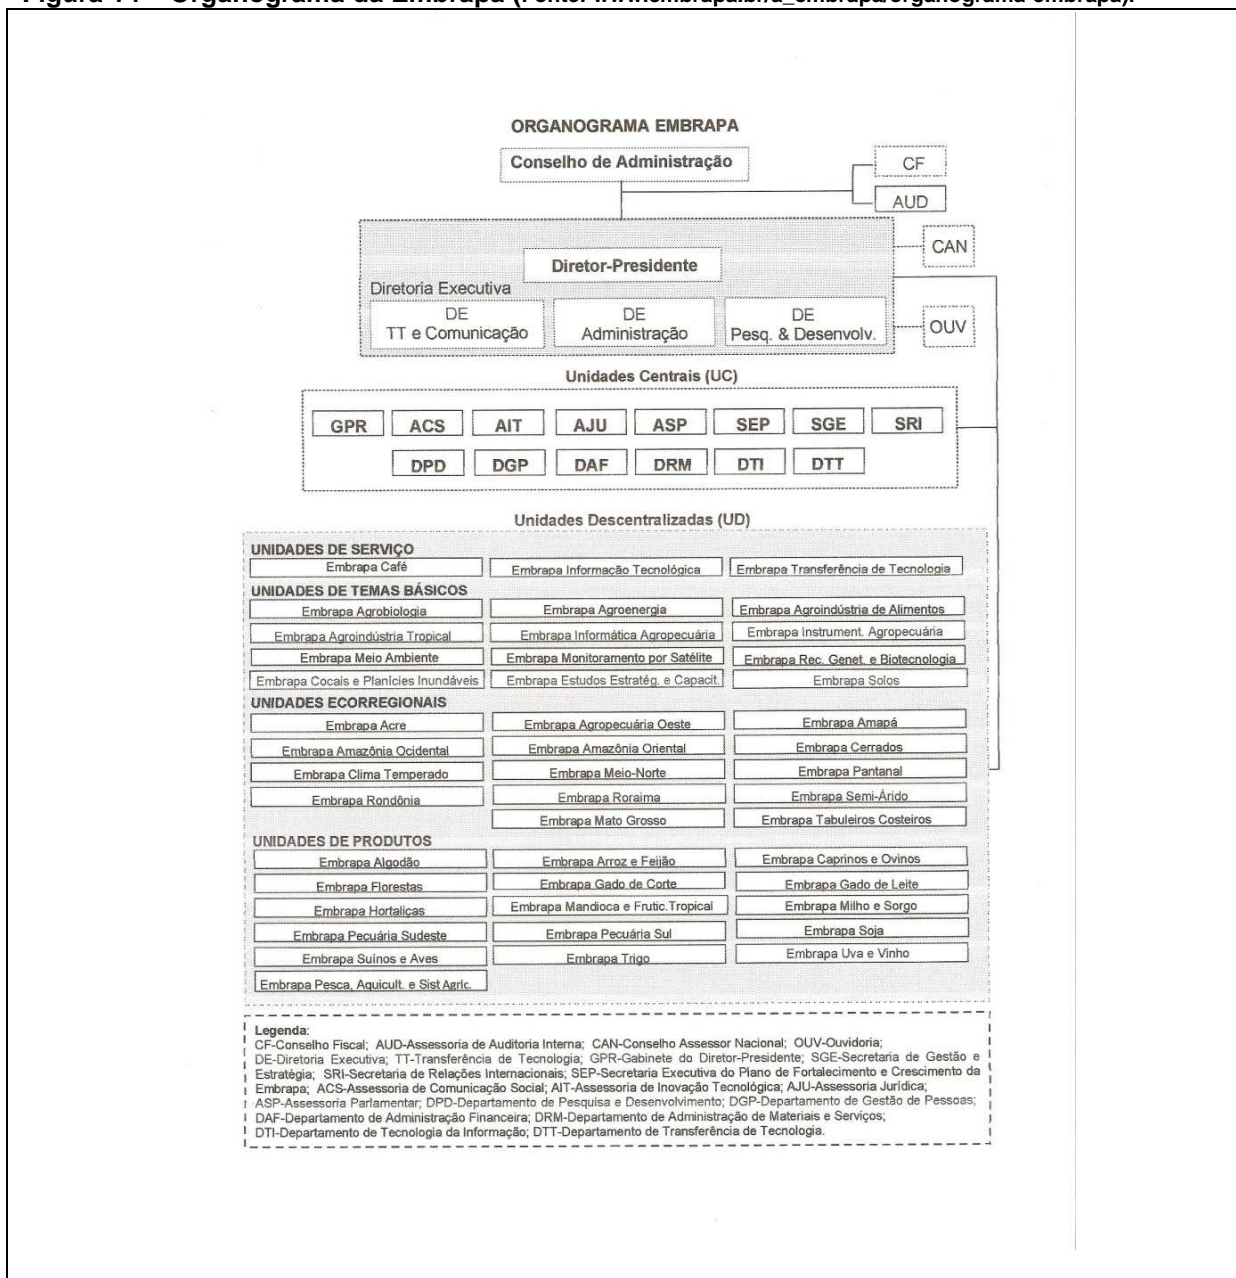 Organograma da Embrapa
ORGANOGRAMA EMBRAPA
Conselho de Administração
CF
AUD
CAN
Diretor-Presidente
Diretoria Executiva
DE
TT e Comunicação
DE
Administração
DE
Pesq. & Desenvolv.
OUV
Unidades Centrais (UC)
GPR ACS AIT AJU ASP SEP SGE SRI
DPD DGP DAF DRM DTI DTT
Unidades Descentralizadas (UD)
UNIDADES DE SERVIÇO
Embrapa Café Embrapa Informação Tecnológica Embrapa Transferência de Tecnologia
UNIDADES DE TEMAS BÁSICOS
Embrapa Agrobiologia Embrapa Agroenergia Embrapa Agroindústria de Alimentos
Embrapa Agroindústria Tropical Embrapa Informática Agropecuária Embrapa Instrument. Agropecuária
Embrapa Meio Ambiente Embrapa Monitoramento por Satélite Embrapa Rec. Genet. e Biotecnologia
Embrapa Cocais e Planícies Inundáveis Embrapa Estudos Estratég. e Capacit. Embrapa Solos
UNIDADES ECORREGIONAIS
Embrapa Acre Embrapa Agropecuária Oeste Embrapa Amapá
Embrapa Amazônia Ocidental Embrapa Amazônia Oriental Embrapa Cerrados
Embrapa Clima Temperado Embrapa Meio-Norte Embrapa Pantanal
Embrapa Rondônia Embrapa Roraima Embrapa Semi-Árido
Embrapa Mato Grosso Embrapa Tabuleiros Costeiros
UNIDADES DE PRODUTOS
Embrapa Algodão Embrapa Arroz e Feijão Embrapa Caprinos e Ovinos
Embrapa Florestas Embrapa Gado de Corte Embrapa Gado de Leite
Embrapa Hortaliças Embrapa Mandioca e Frutic.Tropical Embrapa Milho e Sorgo
Embrapa Pecuária Sudeste Embrapa Pecuária Sul Embrapa Soja
Embrapa Suínos e Aves Embrapa Trigo Embrapa Uva e Vinho
Embrapa Pesca, Aquicult. e Sist Agric.
Legenda:
CF-Conselho Fiscal; AUD-Assessoria de Auditoria Interna; CAN-Conselho Assessor Nacional; OUV-Ouvidoria;
DE-Diretoria Executiva; TT-Transferência de Tecnologia; GPR-Gabinete do Diretor-Presidente; SGE-Secretaria de Gestão e
Estratégia; SRI-Secretaria de Relações Internacionais; SEP-Secretaria Executiva do Plano de Fortalecimento e Crescimento da
Embrapa; ACS-Assessoria de Comunicação Social; AIT-Assessoria de Inovação Tecnológica; AJU-Assessoria Jurídica;
ASP-Assessoria Parlamentar; DPD-Departamento de Pesquisa e Desenvolvimento; DGP-Departamento de Gestão de Pessoas;
DAF-Departamento de Administração Financeira; DRM-Departamento de Administração de Materiais e Serviços;
DTI-Departamento de Tecnologia da Informação; DTT-Departamento de Transferência de Tecnologia.